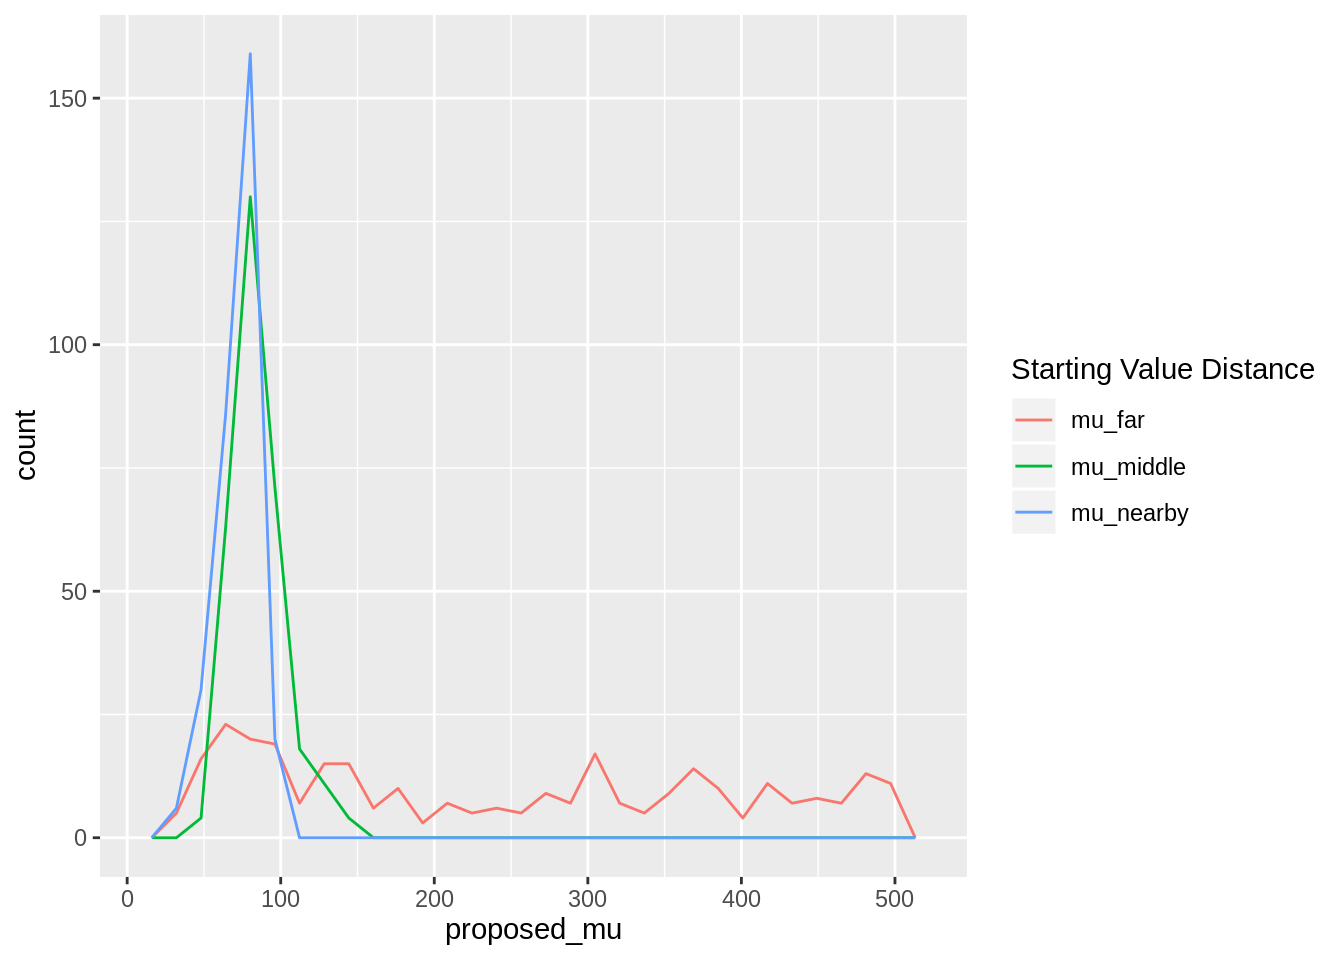 150
100
50
0
count
0 100 200 300 400 500
proposed_mu
Starting Value Distance
mu_far
mu_middle
mu_nearby